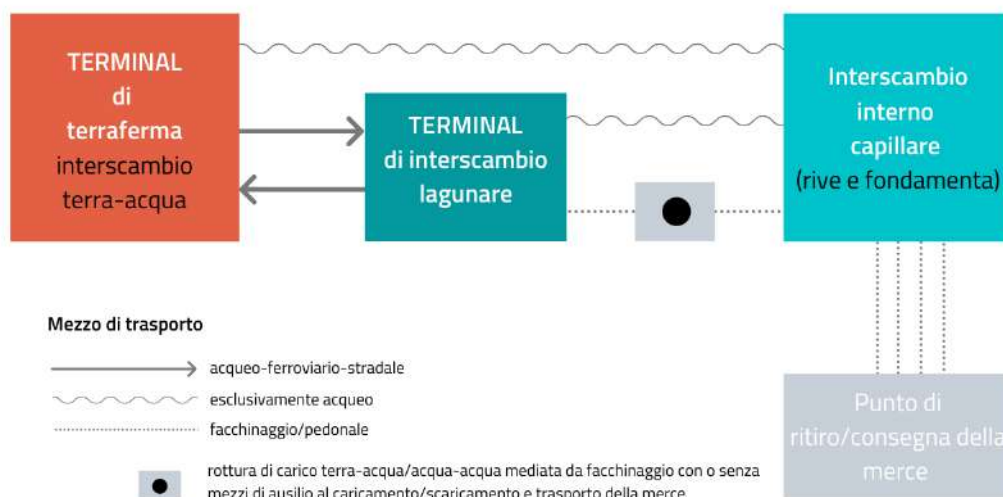 TERMINAL
di
terraferma
interscambio
terra-acqua
TERMINAL
di interscambio
lagunare
Interscambio
interno
capillare
(rive e fondamenta)
Mezzo di trasporto
acqueo-ferroviario-stradale
esclusivamente acqueo
facchinaggio/pedonale
rottura di carico terra-acqua/acqua-acqua mediata da facchinaggio con o senza
mezzi di ausilio al caricamento/scaricamento e trasporto della merce
Punto di
ritiro/consegna della
merce